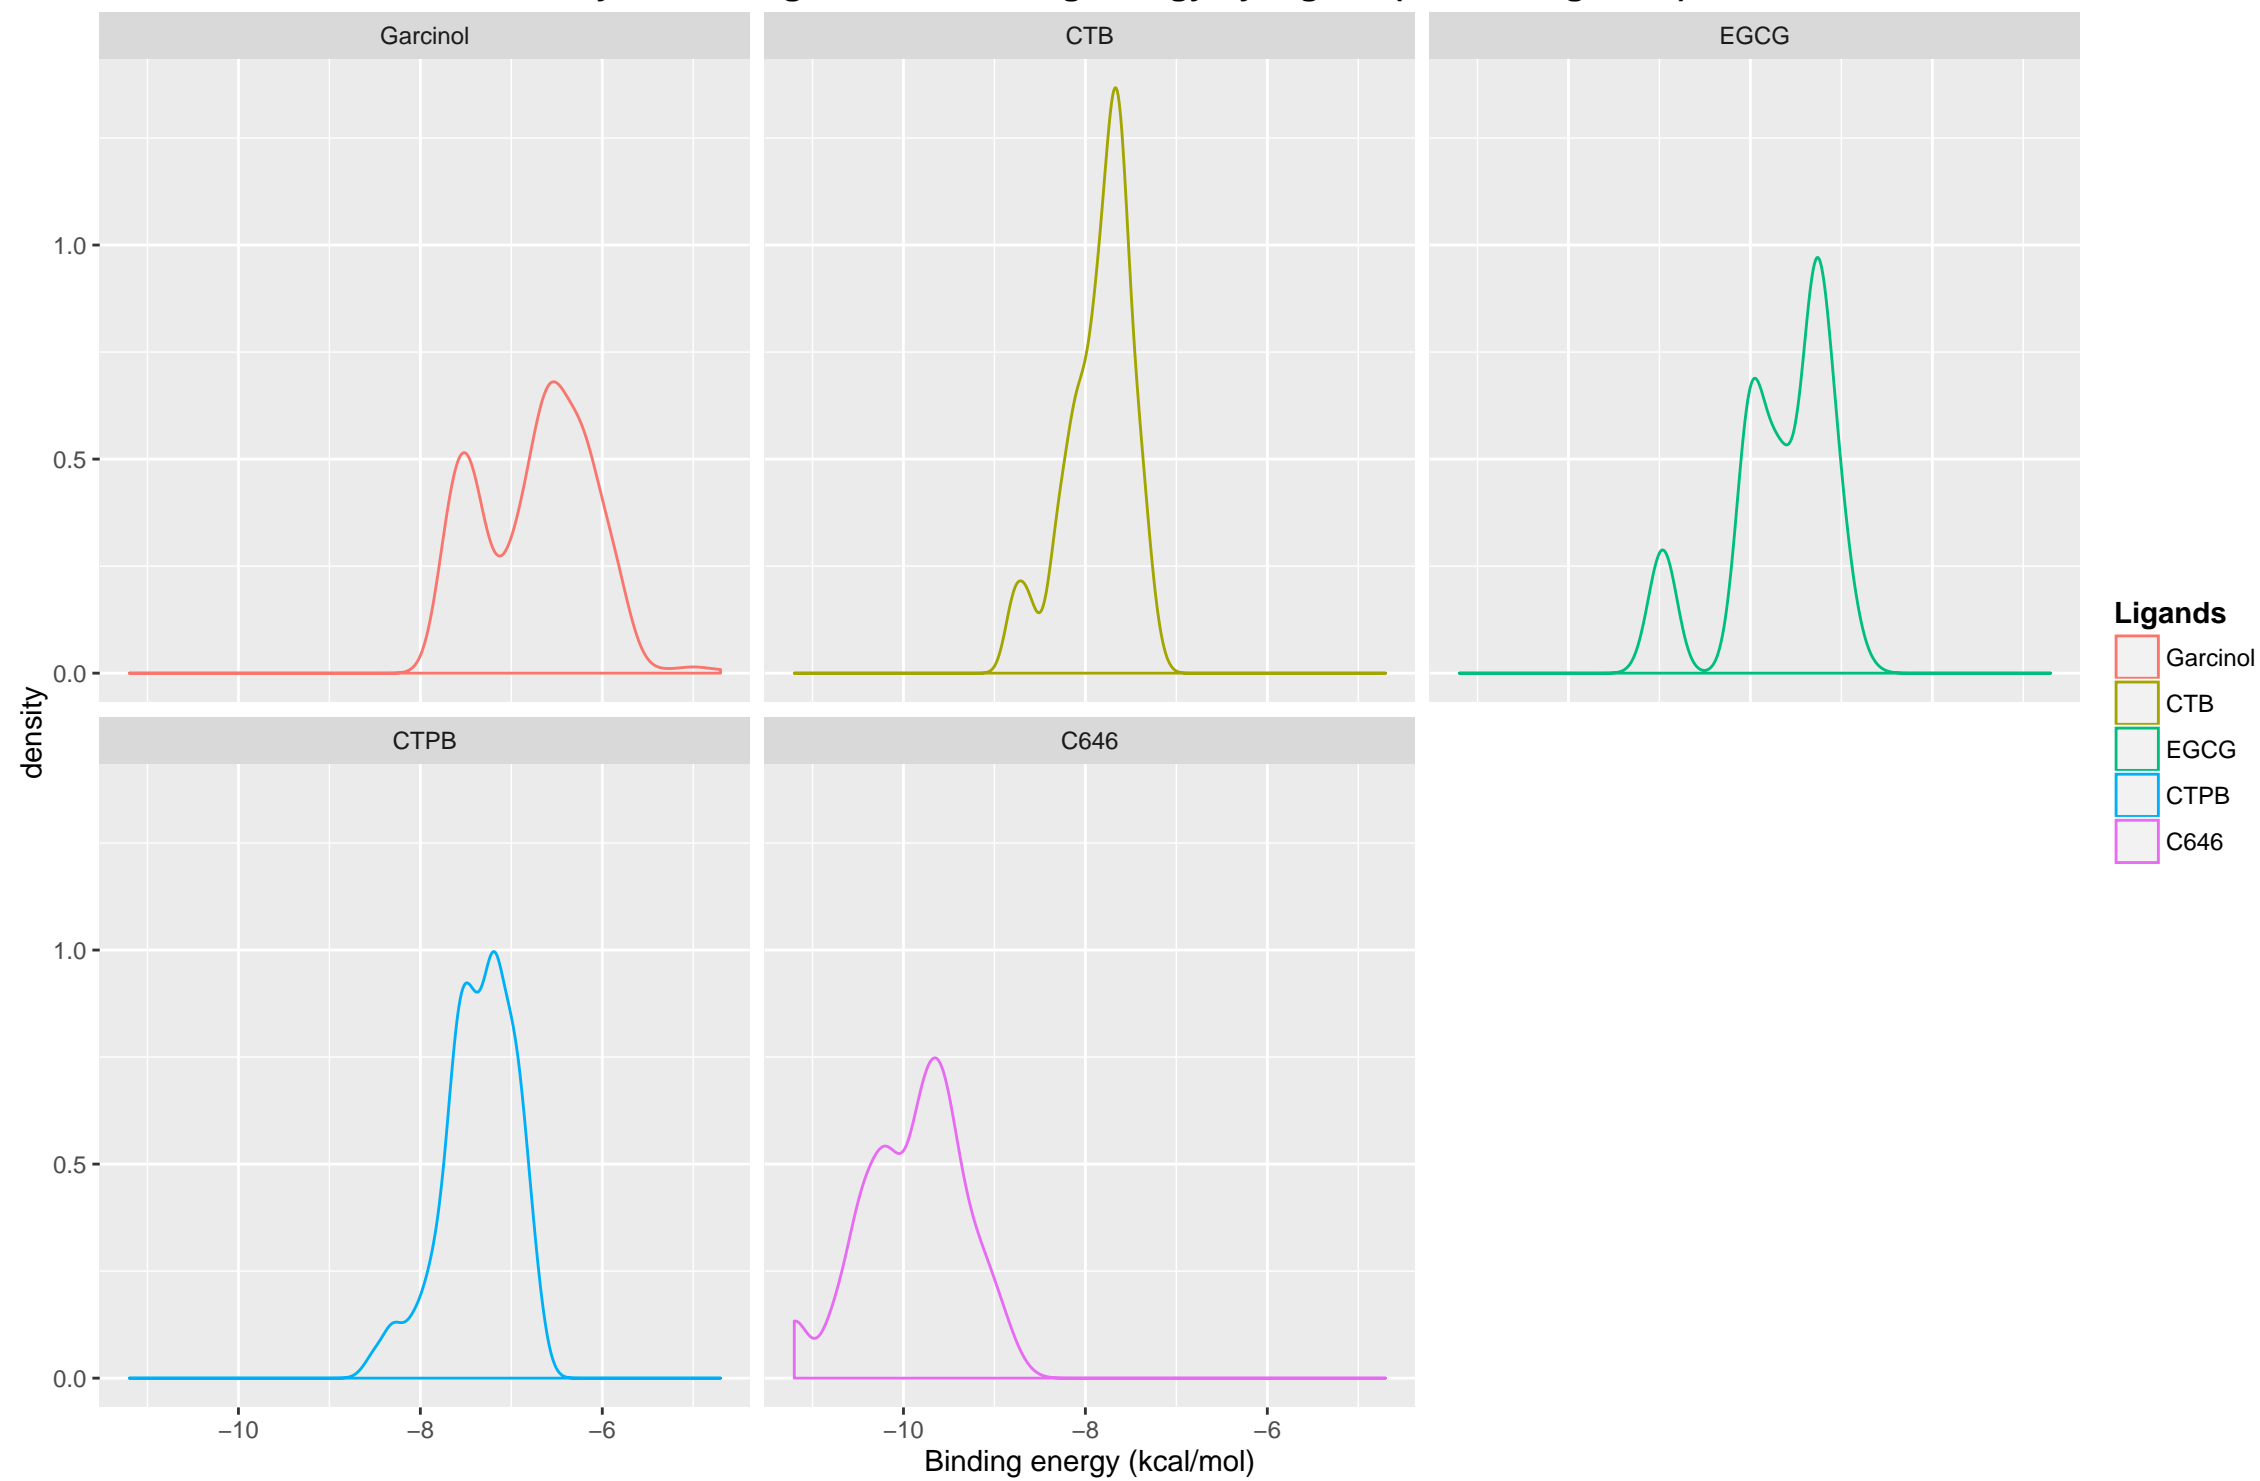 Garcinol
CTB
EGCG
1.0
0.5
0.0
density
CTPB
C646
1.0
0.5
0.0
−10
−8
−6
−10
−8
−6
Binding energy (kcal/mol)
Ligands
Garcinol
CTB
EGCG
CTPB
C646